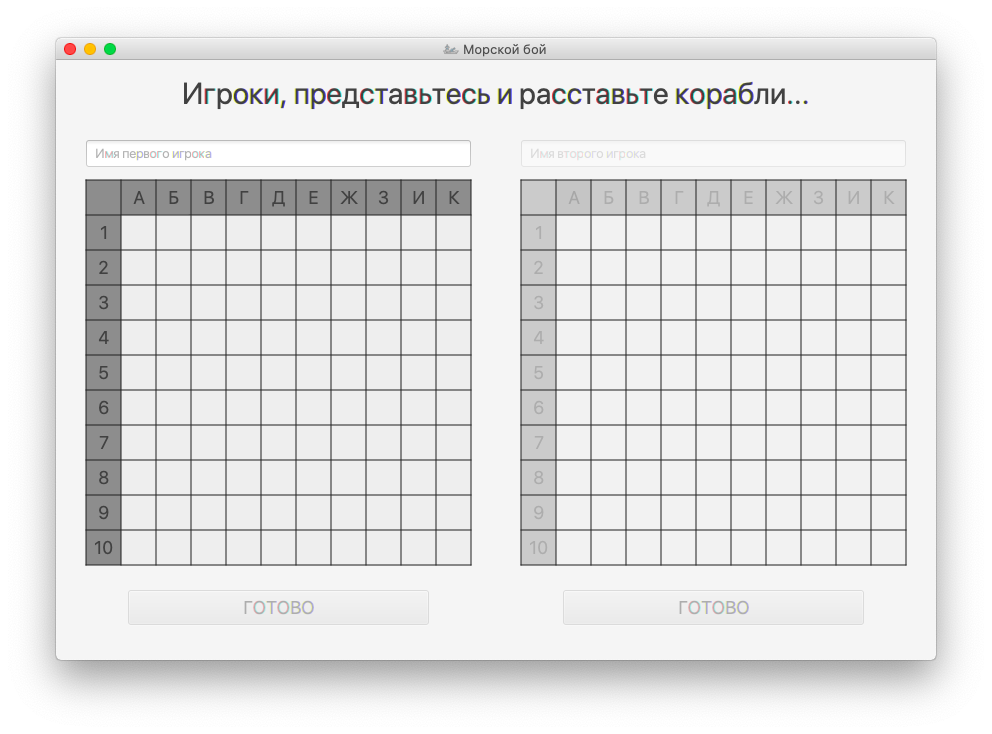 Морской бой
Игроки, представьтесь и расставьте корабли...
Имя первого игрока
А Б В Г Д Е Ж З И К
1
2
3
4
5
6
7
8
9
10
ГОТОВО
Имя второго игрока
А Б В Г Д Е Ж З И К
1
2
3
4
5
6
7
8
9
10
ГОТОВО